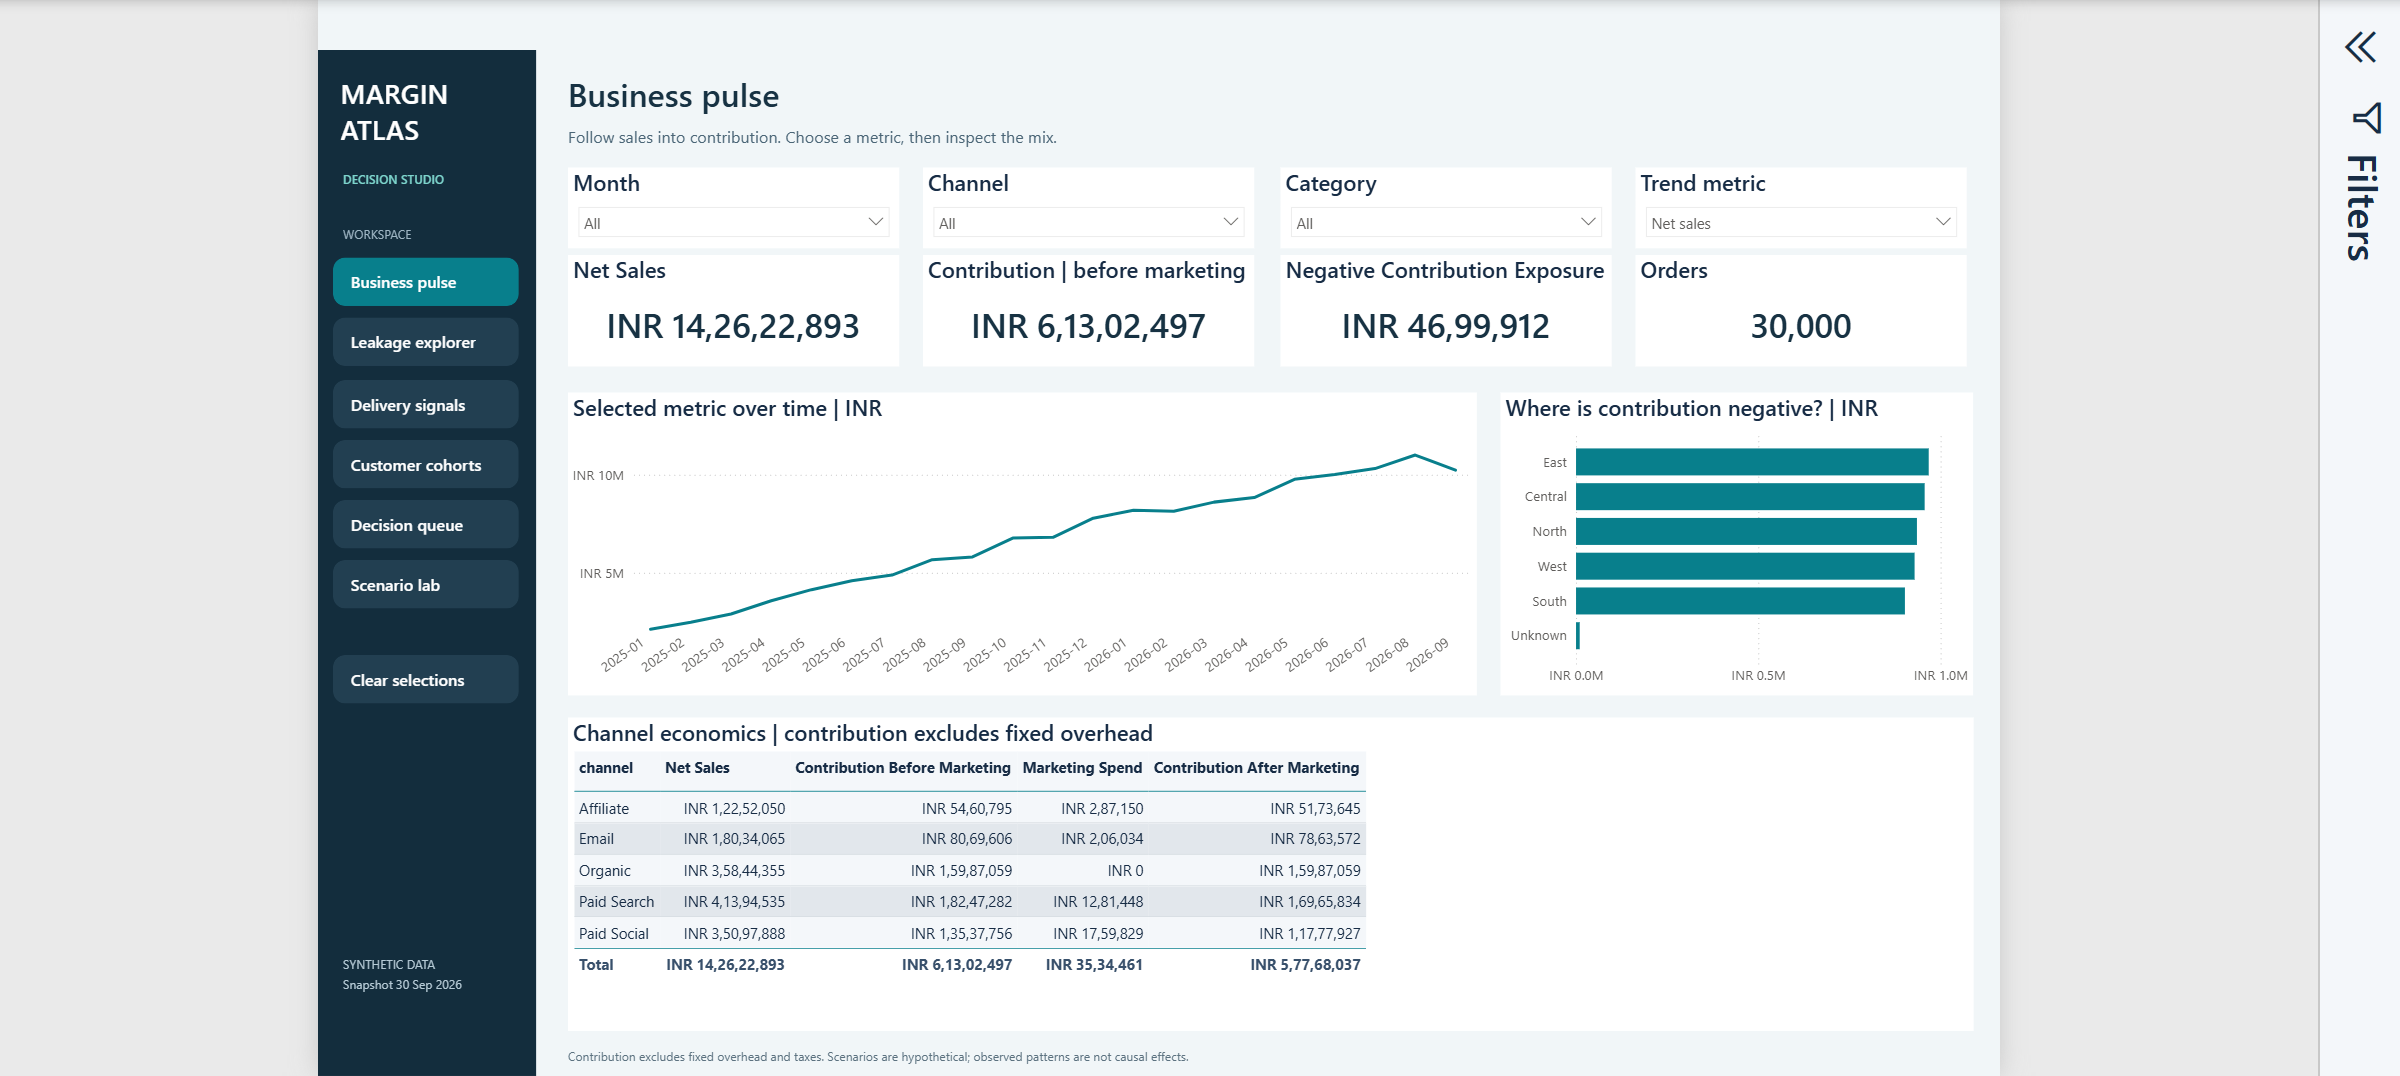 MARGIN
ATLAS
DECISION STUDIO
WORKSPACE
Business pulse
Leakage explorer
Delivery signals
Customer cohorts
Decision queue
Scenario lab
Clear selections
SYNTHETIC DATA
Snapshot 30 Sep 2026
Business pulse
Follow sales into contribution. Choose a metric, then inspect the mix.
Month
All
Channel
All
Category
All
Trend metric
Net sales
Net Sales
INR 14,26,22,893
Contribution | before marketing
INR 6,13,02,497
Negative Contribution Exposure
INR 46,99,912
Orders
30,000
Selected metric over time | INR
INR 10M
INR 5M
2025-01 2025-02 2025-03 2025-04 2025-05 2025-06 2025-07 2025-08 2025-09 2025-10 2025-11 2025-12 2026-01 2026-02 2026-03 2026-04 2026-05 2026-06 2026-07 2026-08 2026-09
Where is contribution negative? | INR
East
Central
North
West
South
Unknown
INR 0.0M INR 0.5M INR 1.0M
Channel economics | contribution excludes fixed overhead
channel Net Sales Contribution Before Marketing Marketing Spend Contribution After Marketing
Affiliate INR 1,22,52,050 INR 54,60,795 INR 2,87,150 INR 51,73,645
Email INR 1,80,34,065 INR 80,69,606 INR 2,06,034 INR 78,63,572
Organic INR 3,58,44,355 INR 1,59,87,059 INR 0 INR 1,59,87,059
Paid Search INR 4,13,94,535 INR 1,82,47,282 INR 12,81,448 INR 1,69,65,834
Paid Social INR 3,50,97,888 INR 1,35,37,756 INR 17,59,829 INR 1,17,77,927
Total INR 14,26,22,893 INR 6,13,02,497 INR 35,34,461 INR 5,77,68,037
Contribution excludes fixed overhead and taxes. Scenarios are hypothetical; observed patterns are not causal effects.
Filters